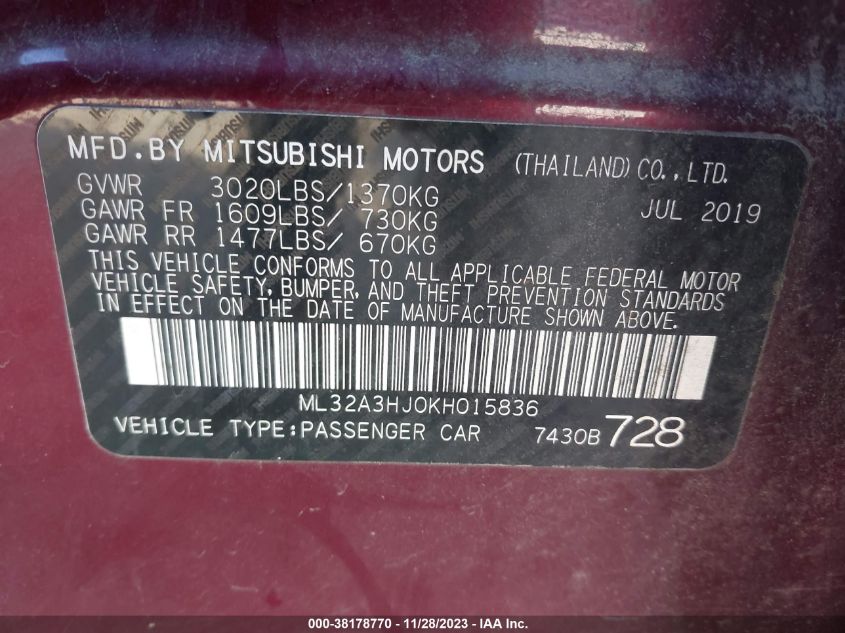 MFD.BY MITSUBISHI MOTORS (THAILAND) CO.,LTD.
GVWR 3020LBS/1370KG JUL 2019
GAWR FR 1609LBS/ 730KG
GAWR RR 1477LBS/ 670KG
THIS VEHICLE CONFORMS TO ALL APPLICABLE FEDERAL MOTOR
VEHICLE SAFETY, BUMPER, AND THEFT PREVENTION STANDARDS
IN EFFECT ON THE DATE OF MANUFACTURE SHOWN ABOVE.
ML32A3HJ0KH015836
VEHICLE TYPE:PASSENGER CAR 7430B 728
000-38178770 - 11/28/2023 - Copyright © IAA, Inc.